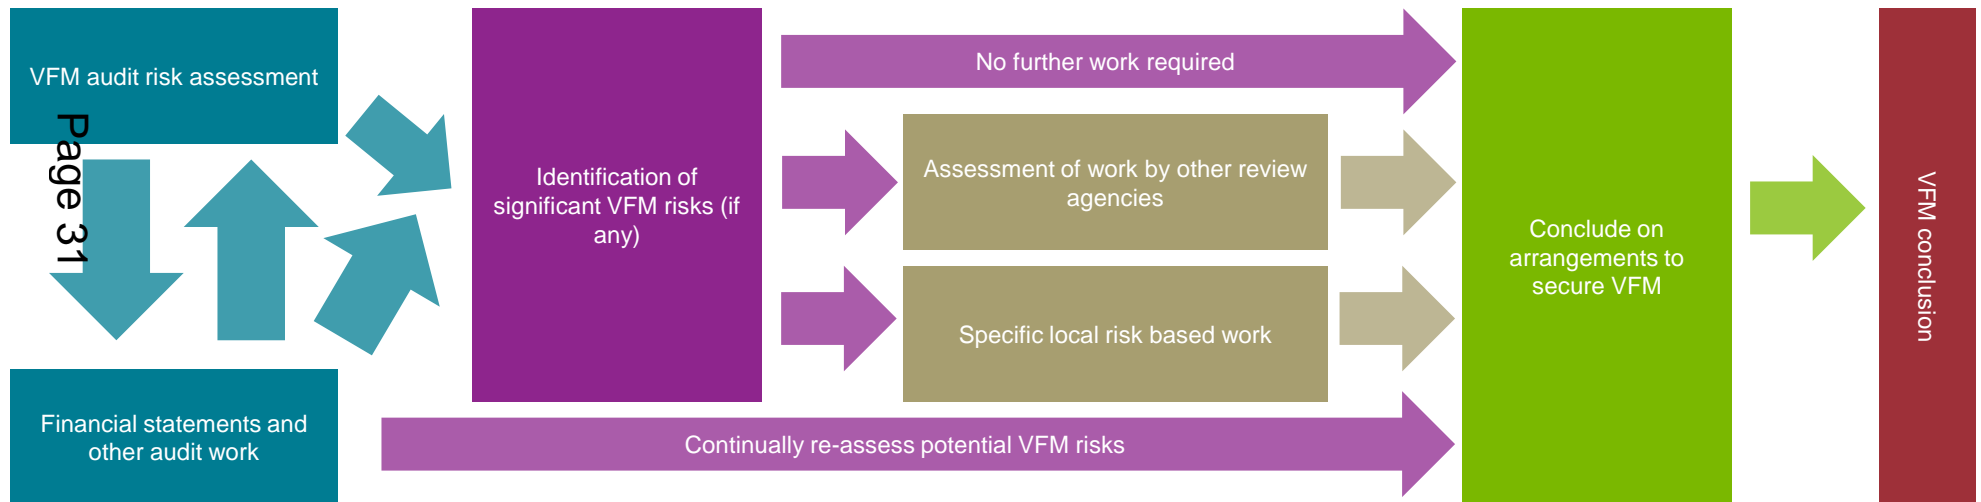 VFM audit risk assessment
Page 31
Financial statements and
other audit work
Identification of
significant VFM risks (if
any)
No further work required
Assessment of work by other review
agencies
Specific local risk based work
Continually re-assess potential VFM risks
Conclude on
arrangements to
secure VFM
VFM conclusion